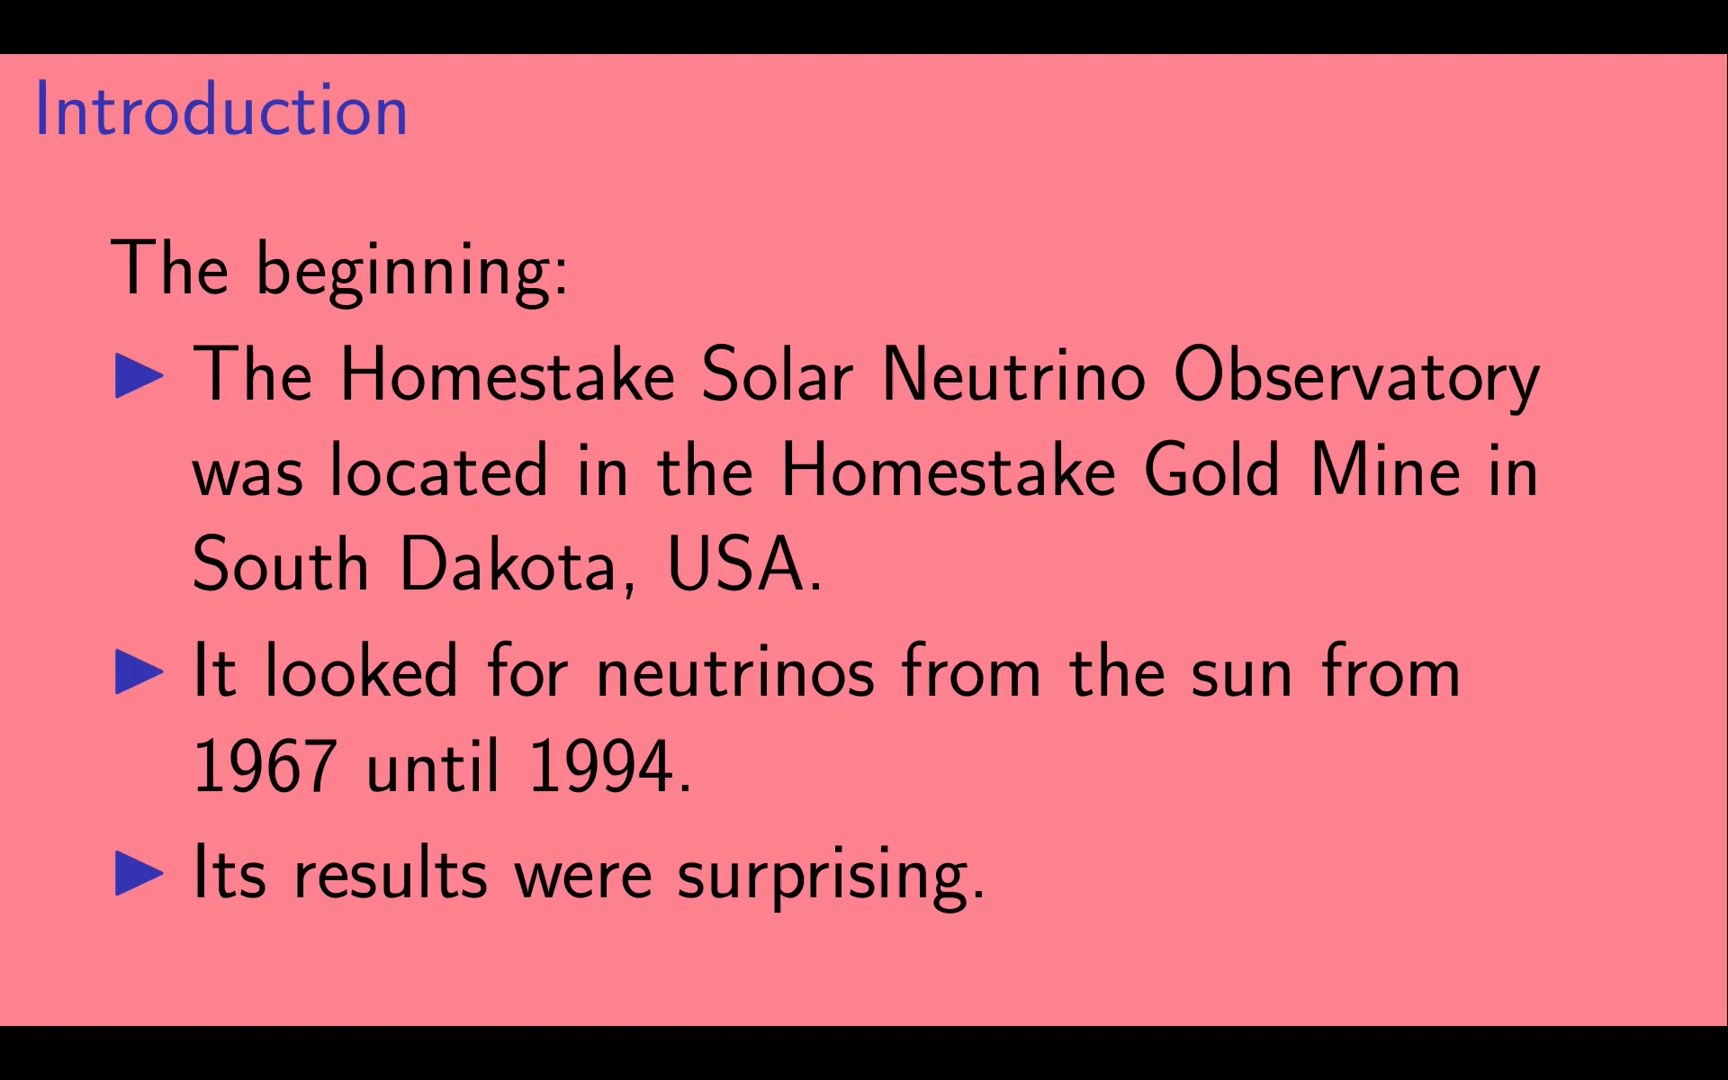 Introduction
The beginning:
The Homestake Solar Neutrino Observatory
was located in the Homestake Gold Mine in
South Dakota, USA.
It looked for neutrinos from the sun from
1967 until 1994.
Its results were surprising.